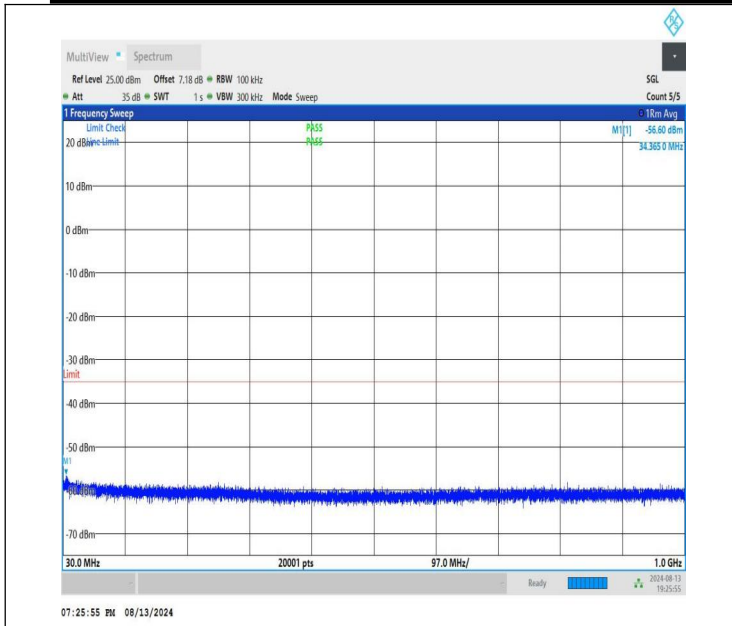 MultiView Spectrum
Ref Level 25.00 dBm Offset 7.18 dB RBW 100 kHz SGL
Att 35 dB SWT 1 s VBW 300 kHz Mode Sweep Count 5/5
1 Frequency Sweep 1Rm Avg
Limit Check PASS M1[1] -56.60 dBm
20 dBm Line Limit PASS 34.365 0 MHz
10 dBm
0 dBm
-10 dBm
-20 dBm
-30 dBm
Limit
-40 dBm
-50 dBm
M1
-70 dBm
30.0 MHz 20001 pts 97.0 MHz/ 1.0 GHz
Ready 2024-08-13
19:25:55
07:25:55 PM 08/13/2024